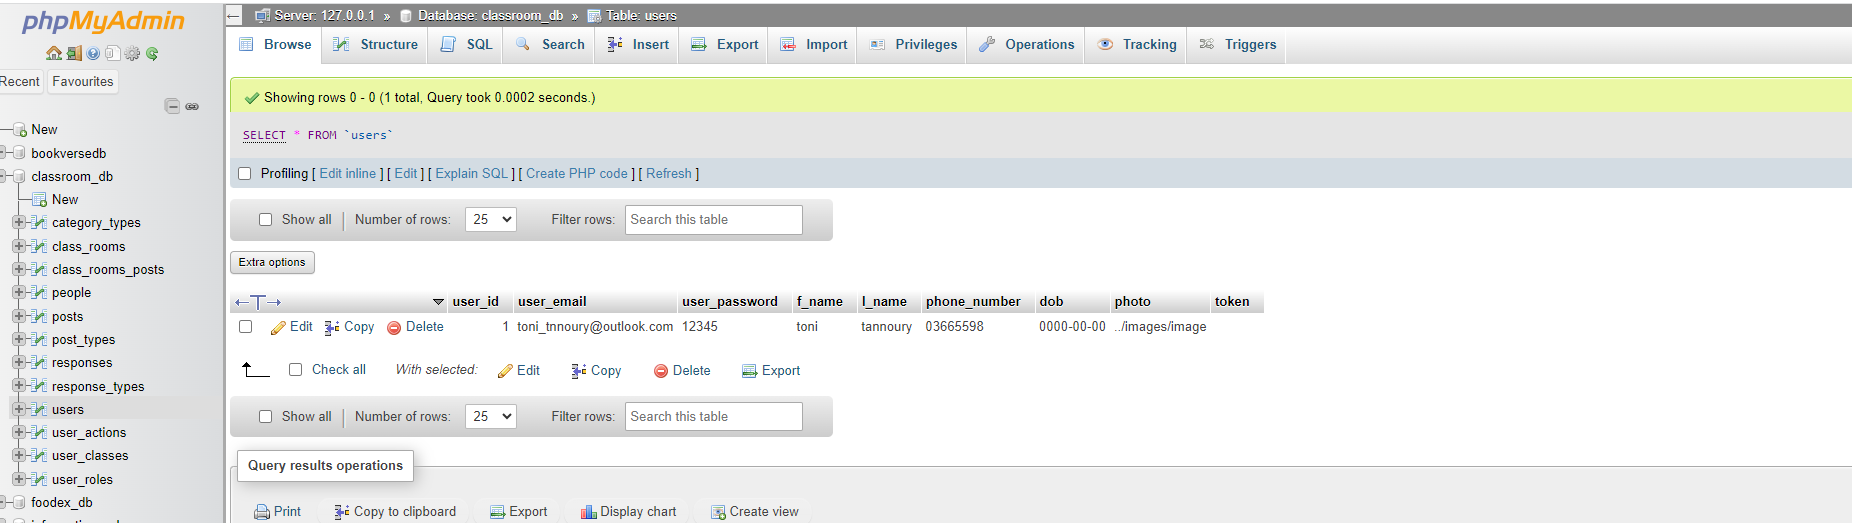 phpMyAdmin
Recent Favourites
New
bookversedb
classroom_db
New
category_types
class_rooms
class_rooms_posts
people
posts
post_types
responses
response_types
users
user_actions
user_classes
user_roles
foodex_db
Server: 127.0.0.1 » Database: classroom_db » Table: users
Browse Structure SQL Search Insert Export Import Privileges Operations Tracking Triggers
Showing rows 0 - 0 (1 total, Query took 0.0002 seconds.)
SELECT * FROM `users`
Profiling [ Edit inline ] [ Edit ] [ Explain SQL ] [ Create PHP code ] [ Refresh ]
Show all Number of rows: 25 Filter rows: Search this table
Extra options
user_id user_email user_password f_name l_name phone_number dob photo token
Edit Copy Delete 1 toni_tnnoury@outlook.com 12345 toni tannoury 03665598 0000-00-00 ../images/image
Check all With selected: Edit Copy Delete Export
Show all Number of rows: 25 Filter rows: Search this table
Query results operations
Print Copy to clipboard Export Display chart Create view